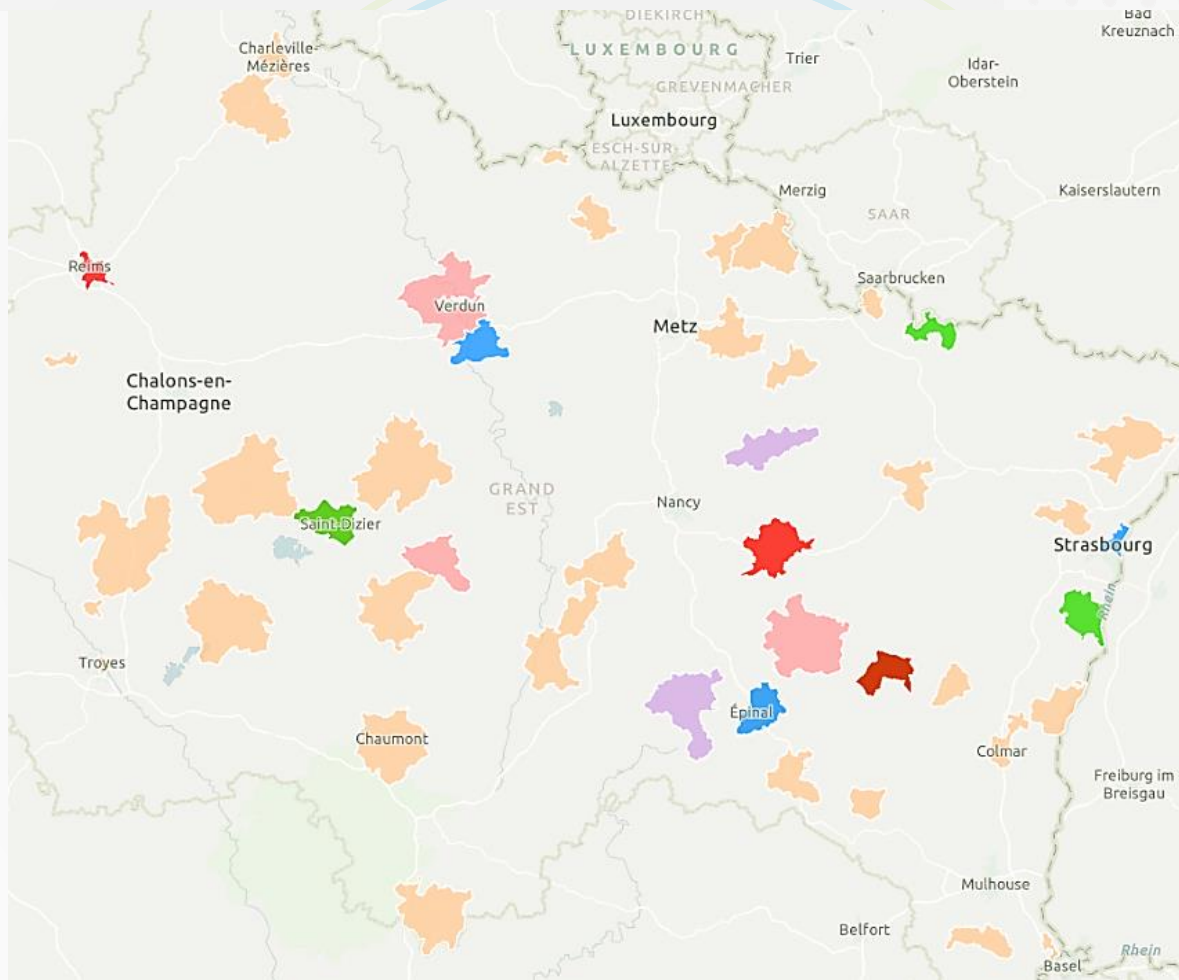 DIEKIRCH
Bad
Kreuznach
Charleville-
Mézières
LUXEMBOURG
Trier
Idar-
Oberstein
GREVENMACHER
Luxembourg
ESCH-SUR-
ALZETTE
Merzig
Kaiserslautern
SAAR
Reims
Saarbrucken
Verdun
Metz
Chalons-en-
Champagne
GRAND
EST
Nancy
Saint-Dizier
Strasbourg
Rhein
Troyes
Épinal
Chaumont
Colmar
Freiburg im
Breisgau
Mulhouse
Belfort
Rhein
Basel